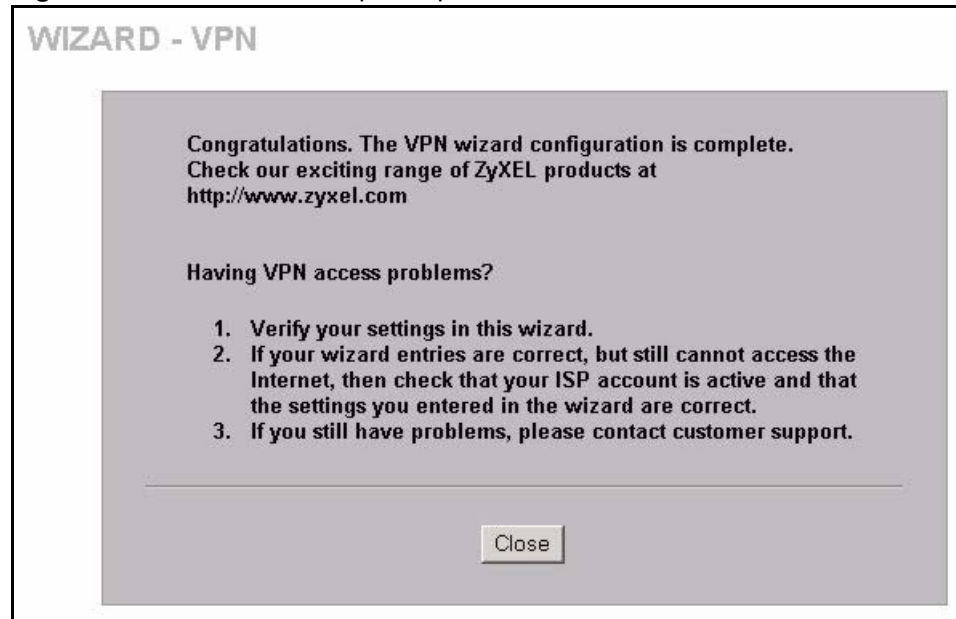 WIZARD - VPN
Congratulations. The VPN wizard configuration is complete.
Check our exciting range of ZyXEL products at
http://www.zyxel.com
Having VPN access problems?
1. Verify your settings in this wizard.
2. If your wizard entries are correct, but still cannot access the
Internet, then check that your ISP account is active and that
the settings you entered in the wizard are correct.
3. If you still have problems, please contact customer support.
Close